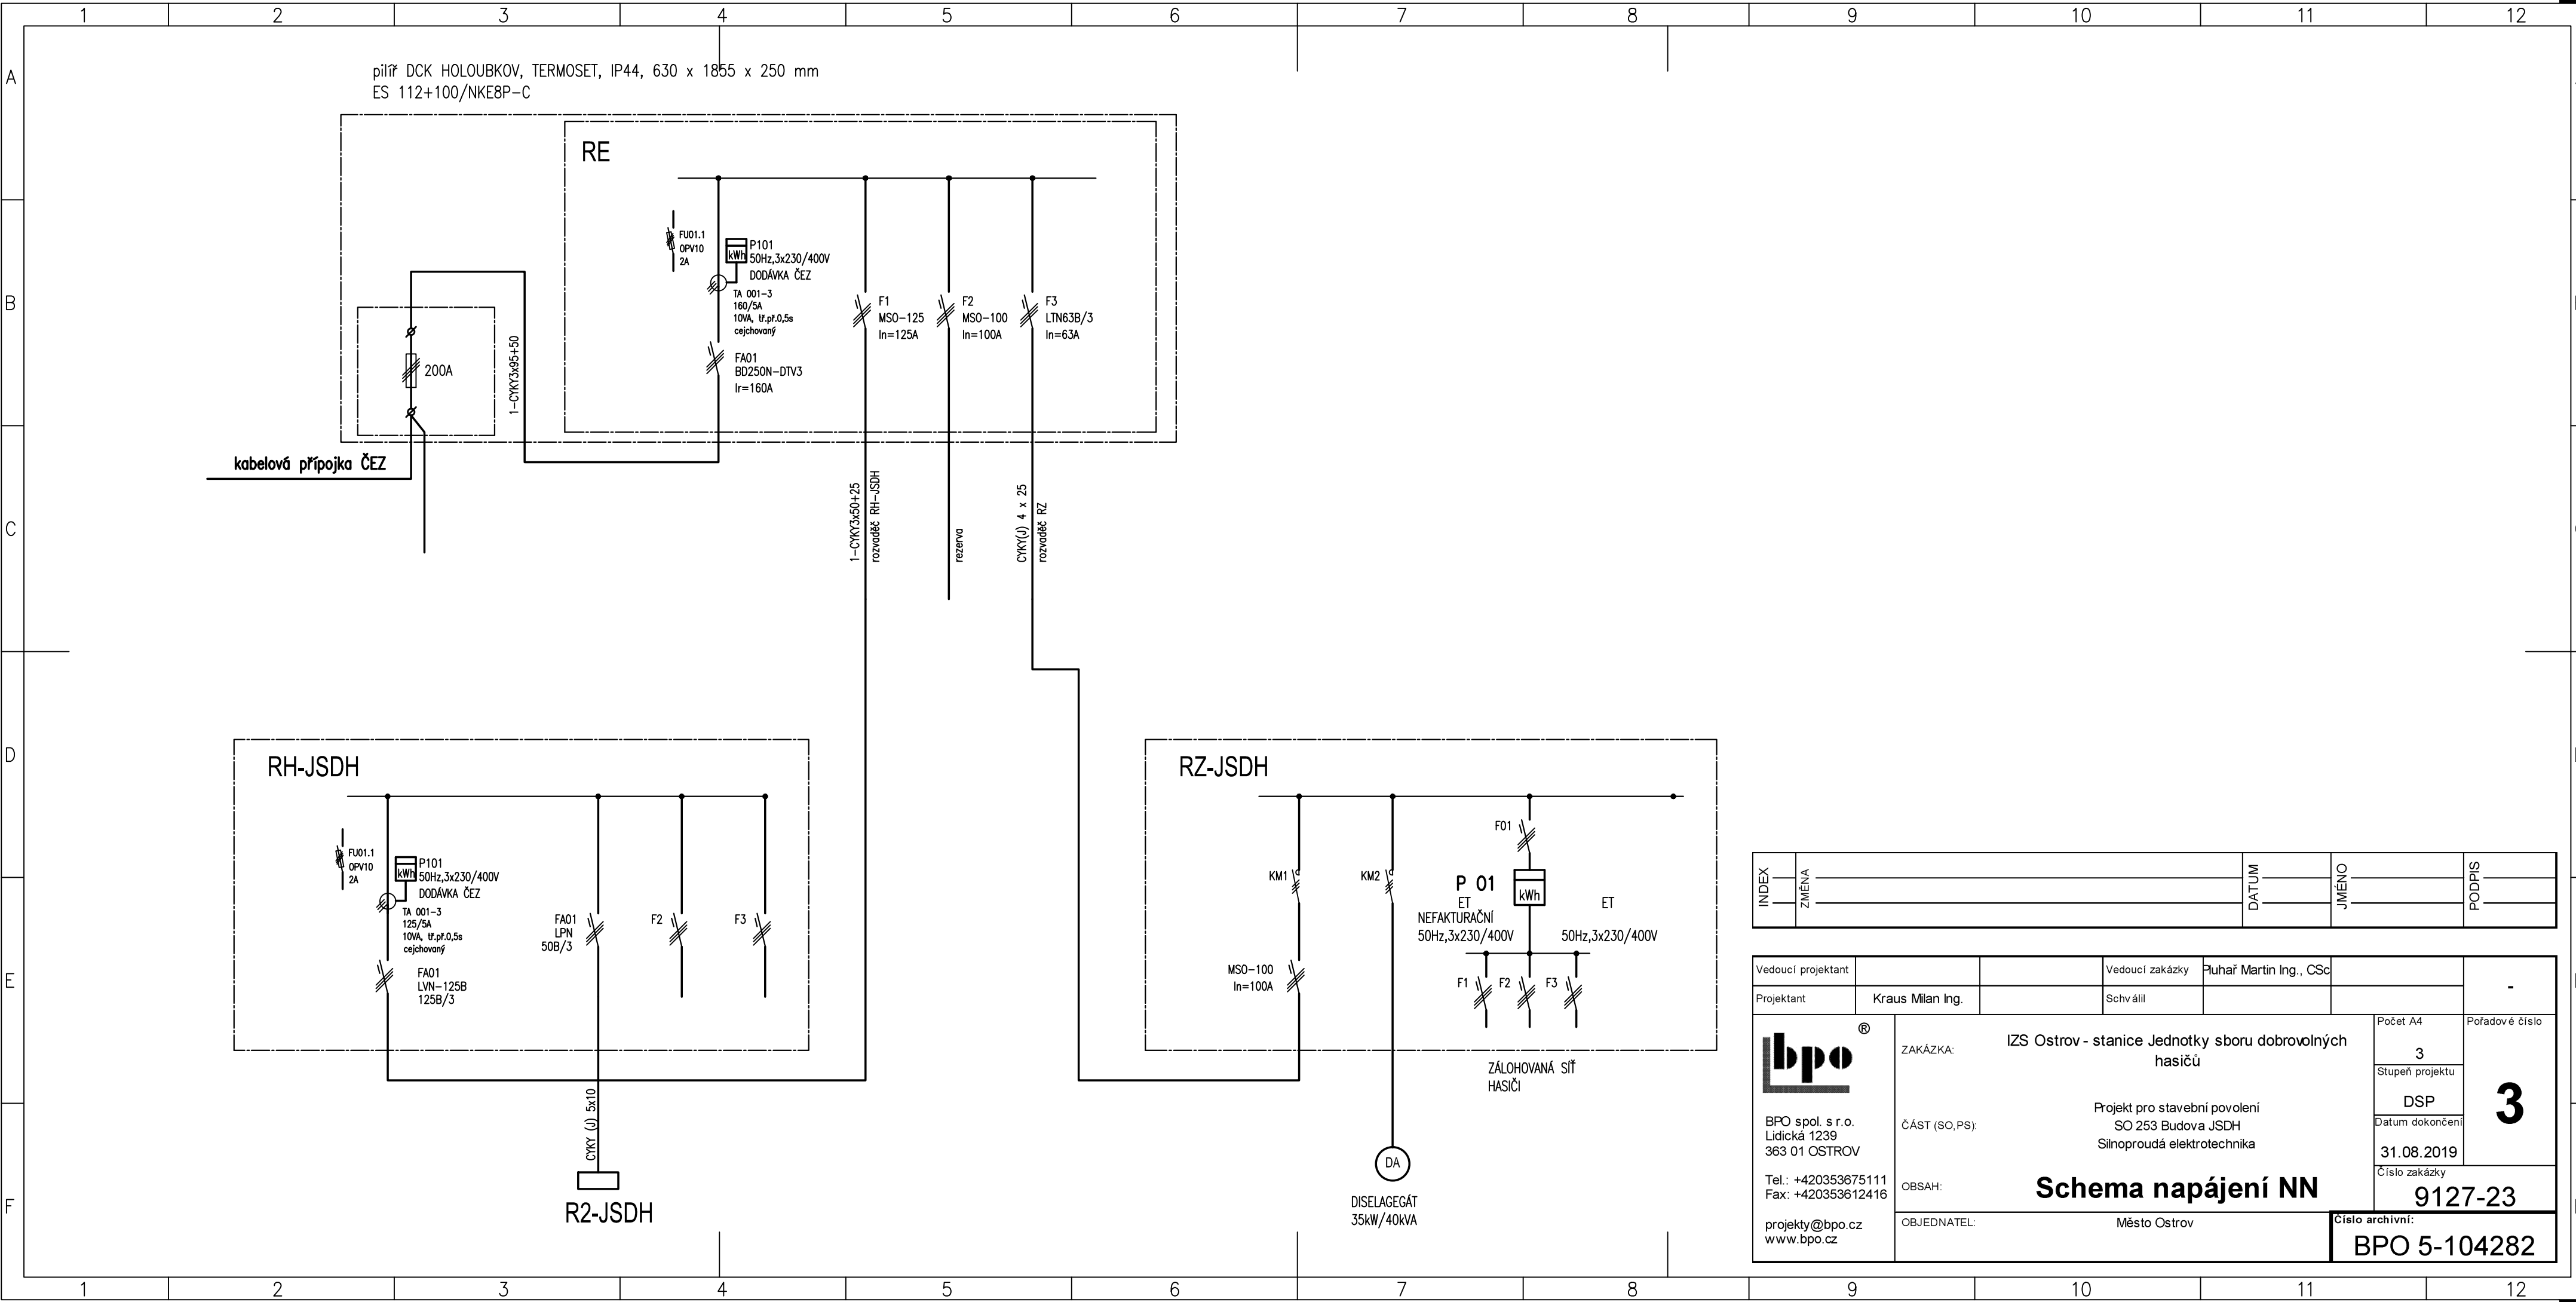 1 2 3 4 5 6 7 8 9 10 11 12
A
B
C
D
E
F
pilíř DCK HOLOUBKOV, TERMOSET, IP44, 630 x 1855 x 250 mm
ES 112+100/NKE8P-C
RE
FU01.1
OPV10
2A
P101
kWh
50Hz,3x230/400V
DODÁVKA ČEZ
TA 001-3
160/5A
10VA, tř.př.0,5s
cejchovaný
FA01
BD250N-DTV3
Ir=160A
F1
MSO-125
In=125A
F2
MSO-100
In=100A
F3
LTN63B/3
In=63A
200A
1-CYKY3x95+50
kabelová přípojka ČEZ
1-CYKY3x50+25
rozvaděč RH-JSDH
rezerva
CYKY(J) 4 x 25
rozvaděč RZ
RH-JSDH
FU01.1
OPV10
2A
P101
kWh
50Hz,3x230/400V
DODÁVKA ČEZ
TA 001-3
125/5A
10VA, tř.př.0,5s
cejchovaný
FA01
LVN-125B
125B/3
FA01
LPN
50B/3
F2
F3
CYKY (J) 5x10
R2-JSDH
RZ-JSDH
KM1
MSO-100
In=100A
KM2
F01
P 01
kWh
ET
NEFAKTURAČNÍ
50Hz,3x230/400V
ET
50Hz,3x230/400V
F1
F2
F3
ZÁLOHOVANÁ SÍŤ
HASIČI
DA
DISELAGEGÁT
35kW/40kVA
INDEX
ZMĚNA
DATUM
JMÉNO
PODPIS
Vedoucí projektant
Vedoucí zakázky
Pluhař Martin Ing., CSc
Projektant
Kraus Milan Ing.
Schválil
-
bpo ®
BPO spol. s r.o.
Lidická 1239
363 01 OSTROV
Tel.: +420353675111
Fax: +420353612416
projekty@bpo.cz
www.bpo.cz
ZAKÁZKA:
IZS Ostrov - stanice Jednotky sboru dobrovolných
hasičů
ČÁST (SO,PS):
Projekt pro stavební povolení
SO 253 Budova JSDH
Silnoproudá elektrotechnika
OBSAH:
Schema napájení NN
OBJEDNATEL:
Město Ostrov
Počet A4
3
Stupeň projektu
DSP
Datum dokončení
31.08.2019
Pořadové číslo
3
Číslo zakázky
9127-23
Číslo archivní:
BPO 5-104282
1 2 3 4 5 6 7 8 9 10 11 12